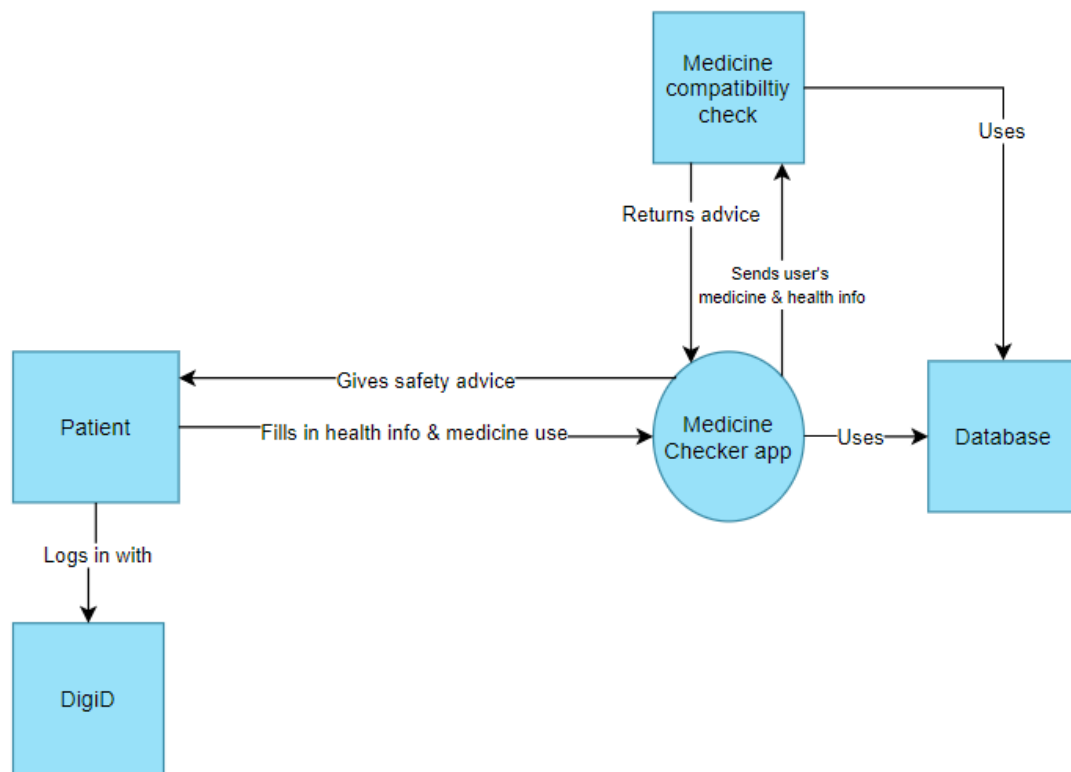 Medicine
compatibiltiy
check
Uses
Returns advice
Sends user's
medicine & health info
Gives safety advice
Patient
Fills in health info & medicine use
Medicine
Checker app
Uses
Database
Logs in with
DigiD